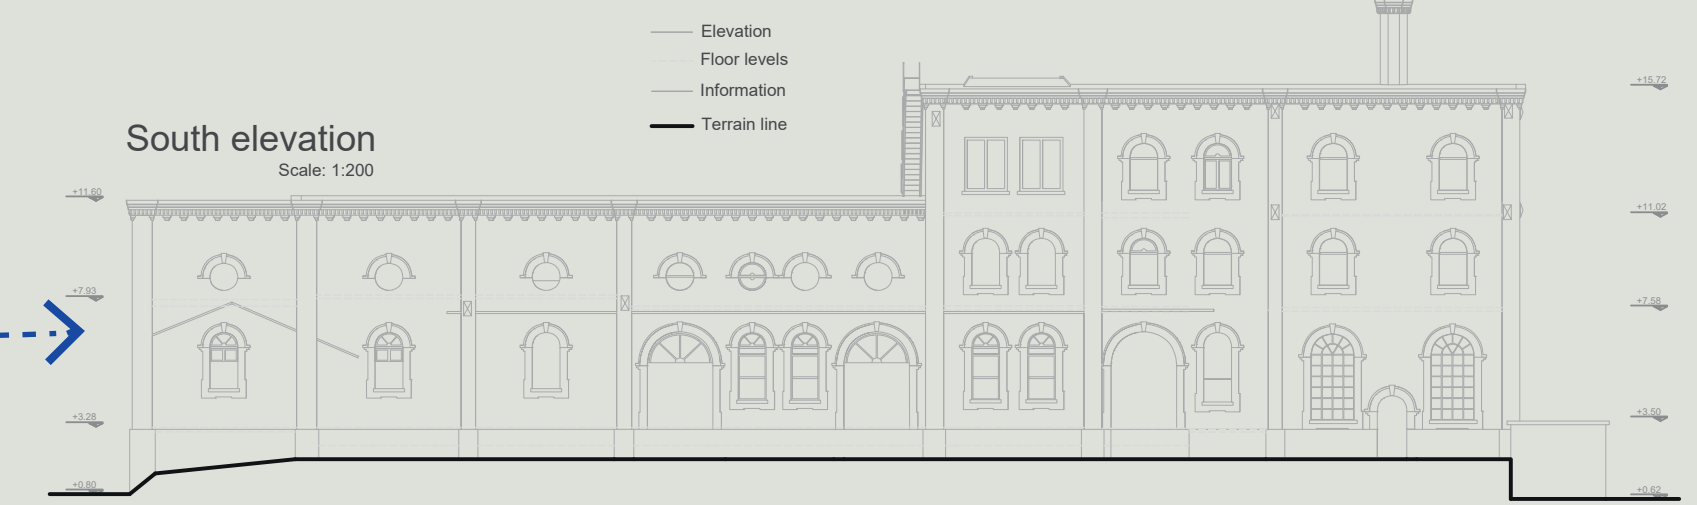 Elevation
Floor levels
Information
Terrain line
South elevation
Scale: 1:200
+11.60
+7.93
+3.28
+0.80
+15.72
+11.02
+7.58
+3.50
+0.62